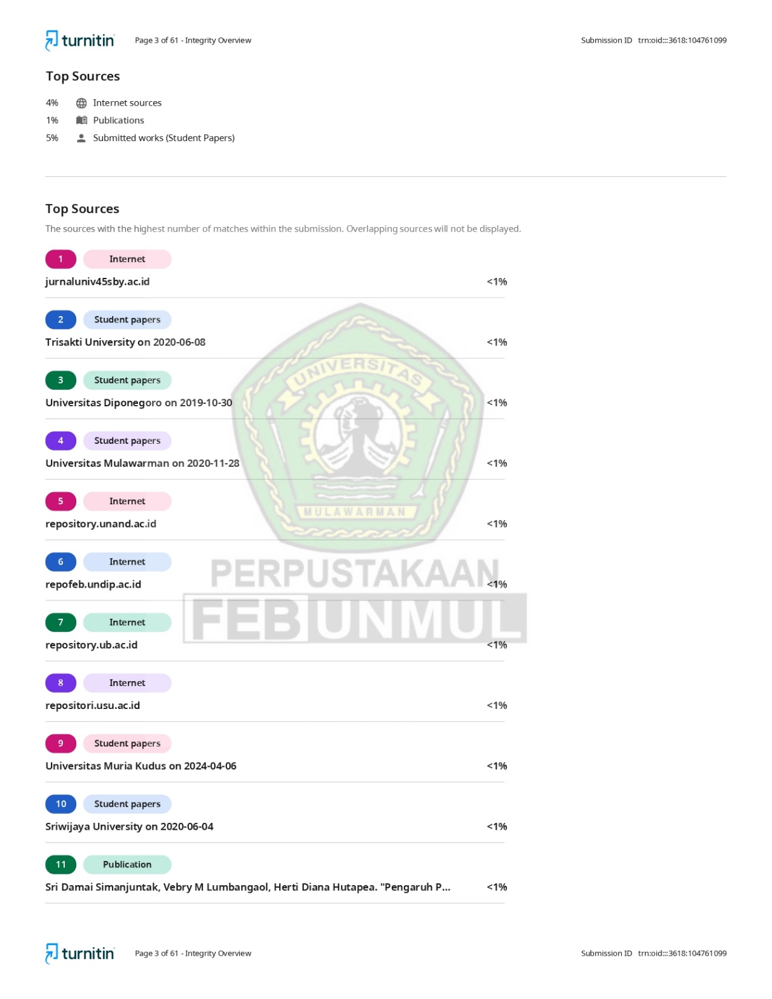 turnitin Page 3 of 61 - Integrity Overview Submission ID trn:oid:::3618:104761099
Top Sources
4% Internet sources
1% Publications
5% Submitted works (Student Papers)
Top Sources
The sources with the highest number of matches within the submission. Overlapping sources will not be displayed.
1 Internet
jurnaluniv45sby.ac.id <1%
2 Student papers
Trisakti University on 2020-06-08 <1%
3 Student papers
Universitas Diponegoro on 2019-10-30 <1%
4 Student papers
Universitas Mulawarman on 2020-11-28 <1%
5 Internet
repository.unand.ac.id <1%
6 Internet
repofeb.undip.ac.id <1%
7 Internet
repository.ub.ac.id <1%
8 Internet
repositori.usu.ac.id <1%
9 Student papers
Universitas Muria Kudus on 2024-04-06 <1%
10 Student papers
Sriwijaya University on 2020-06-04 <1%
11 Publication
Sri Damai Simanjuntak, Vebry M Lumbangaol, Herti Diana Hutapea. "Pengaruh P... <1%
UNIVERSITAS
MULAWARMAN
PERPUSTAKAAN
FEB UNMUL
turnitin Page 3 of 61 - Integrity Overview Submission ID trn:oid:::3618:104761099